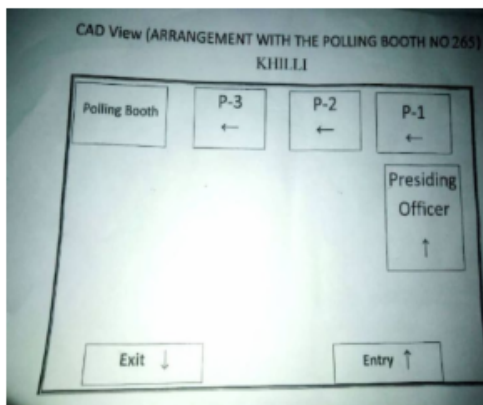 CAD View (ARRANGEMENT WITH THE POLLING BOOTH NO 265)
KHILLI
Polling Booth
P-3
←
P-2
←
P-1
←
Presiding
Officer
↑
Exit ↓
Entry ↑